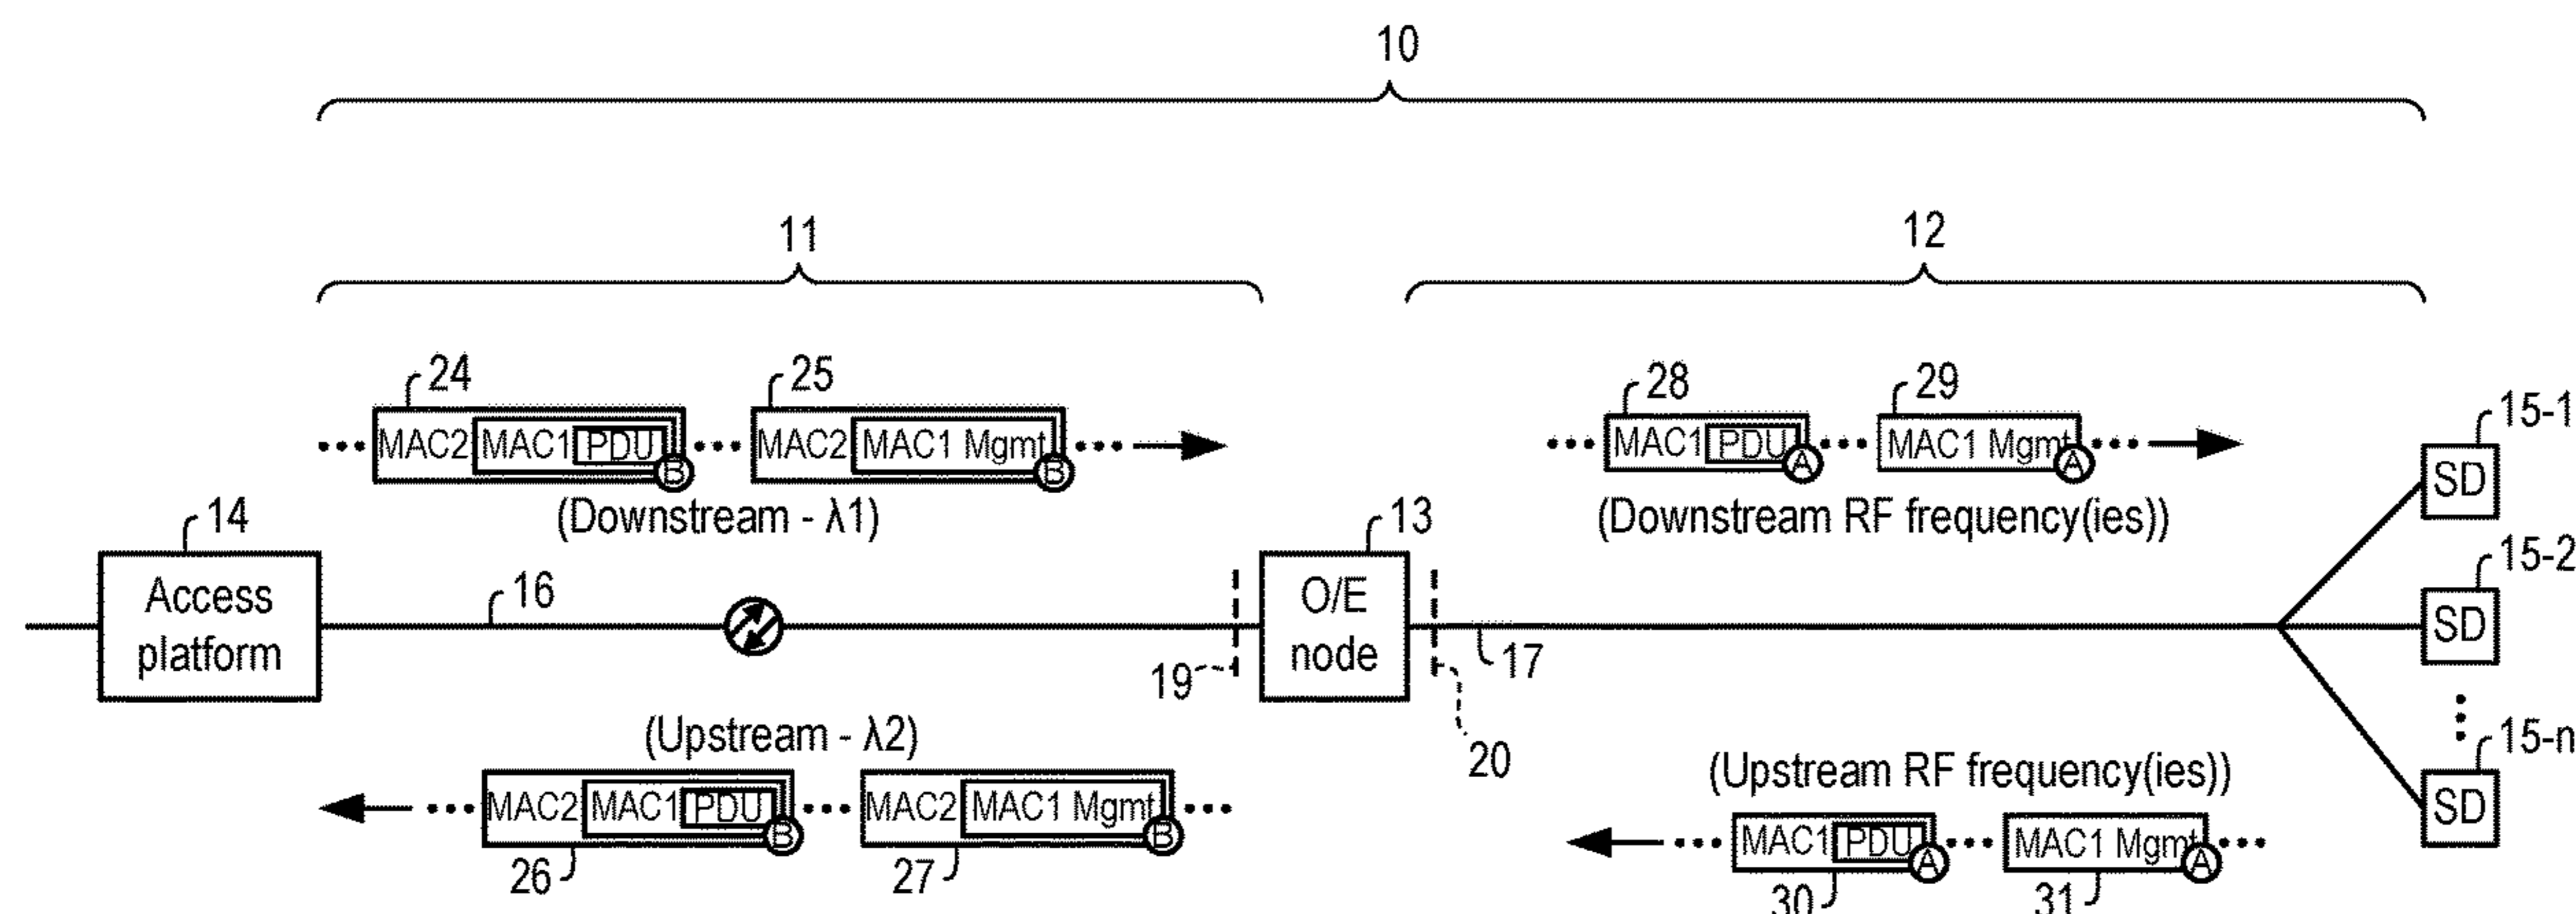 10
11
12
24
25
28
29
15-1
MAC2 MAC1 PDU B
MAC2 MAC1 Mgmt B
MAC1 PDU A
MAC1 Mgmt A
SD
(Downstream - λ1)
(Downstream RF frequency(ies))
14
13
15-2
Access
platform
16
O/E
node
SD
19
17
(Upstream - λ2)
20
15-n
(Upstream RF frequency(ies))
SD
MAC2 MAC1 PDU B
MAC2 MAC1 Mgmt B
MAC1 PDU A
MAC1 Mgmt A
26
27
30
31